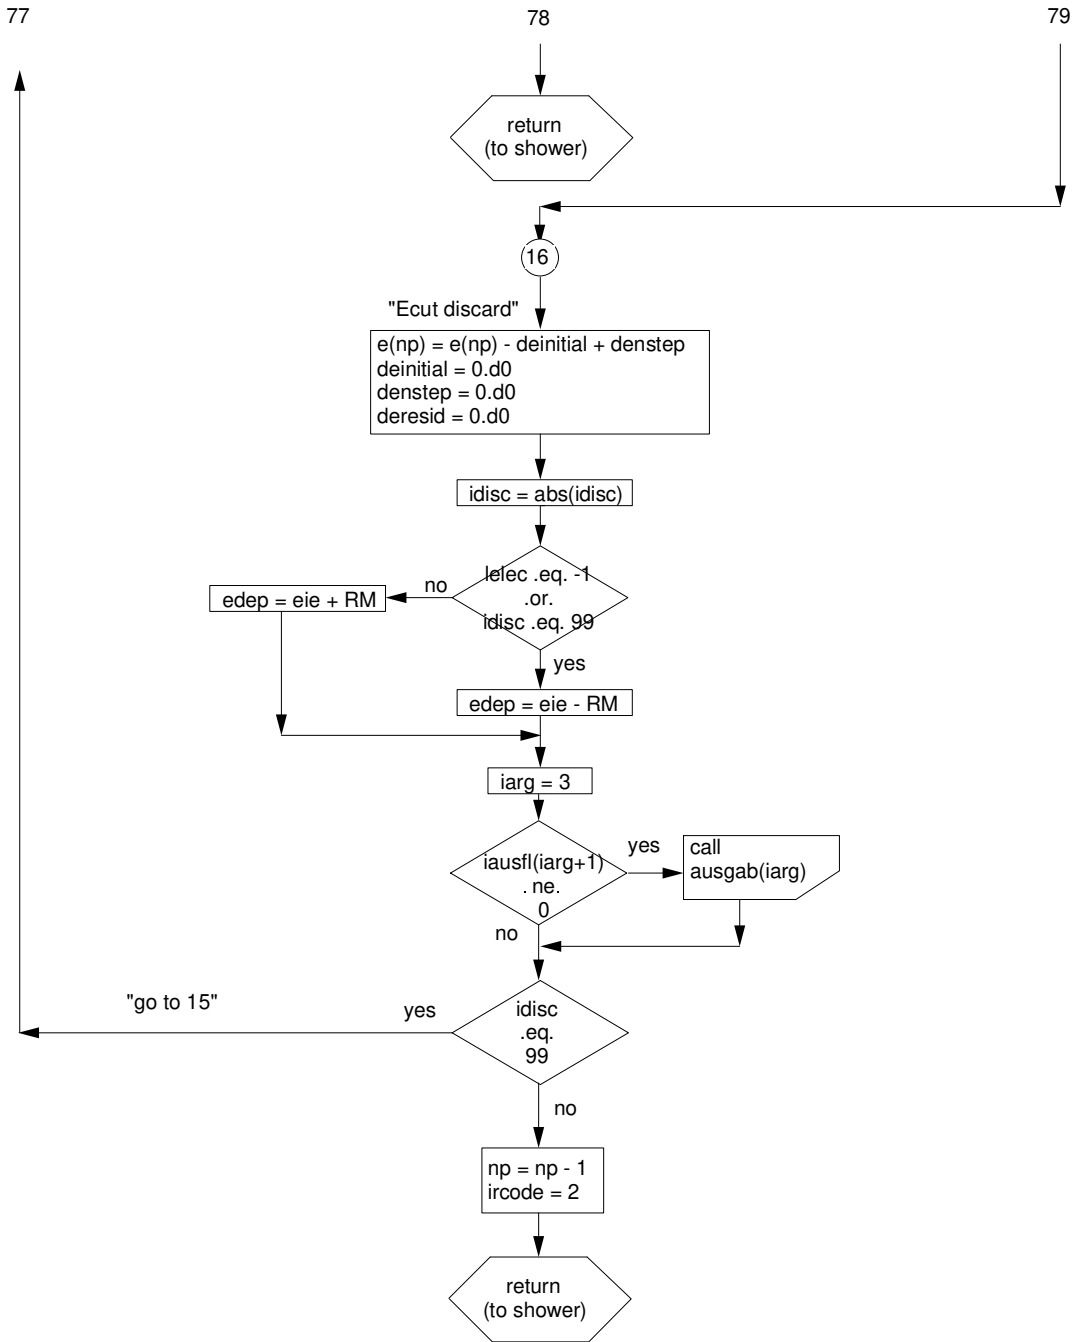 77
78
79
return
(to shower)
16
"Ecut discard"
e(np) = e(np) - deinitial + denstep
deinitial = 0.d0
denstep = 0.d0
deresid = 0.d0
idisc = abs(idisc)
lelec .eq. -1
.or.
idisc .eq. 99
no
edep = eie + RM
yes
edep = eie - RM
iarg = 3
iausfl(iarg+1)
. ne.
0
yes
call
ausgab(iarg)
no
"go to 15"
yes
idisc
.eq.
99
no
np = np - 1
ircode = 2
return
(to shower)